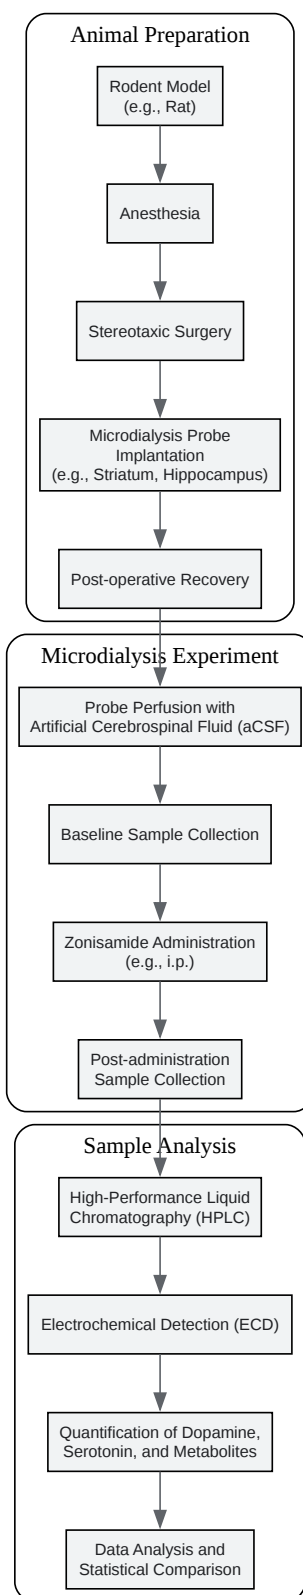 Animal Preparation
Rodent Model
(e.g., Rat)
Anesthesia
Stereotaxic Surgery
Microdialysis Probe
Implantation
(e.g., Striatum, Hippocampus)
Post-operative Recovery
Microdialysis Experiment
Probe Perfusion with
Artificial Cerebrospinal Fluid (aCSF)
Baseline Sample Collection
Zonisamide Administration
(e.g., i.p.)
Post-administration
Sample Collection
Sample Analysis
High-Performance Liquid
Chromatography (HPLC)
Electrochemical Detection (ECD)
Quantification of Dopamine,
Serotonin, and Metabolites
Data Analysis and
Statistical Comparison